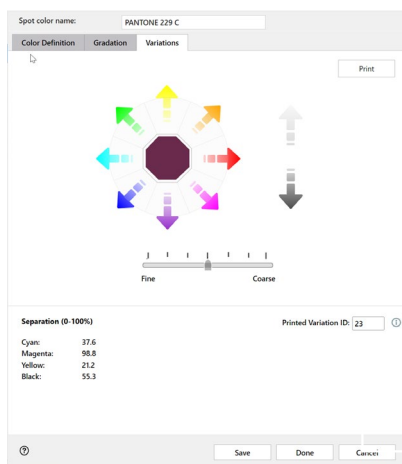 Spot color name: PANTONE 229 C
Color Definition Gradation Variations
Print
Fine Coarse
Separation (0-100%) Printed Variation ID: 23
Cyan: 37.6
Magenta: 98.8
Yellow: 21.2
Black: 55.3
Save Done Cancel